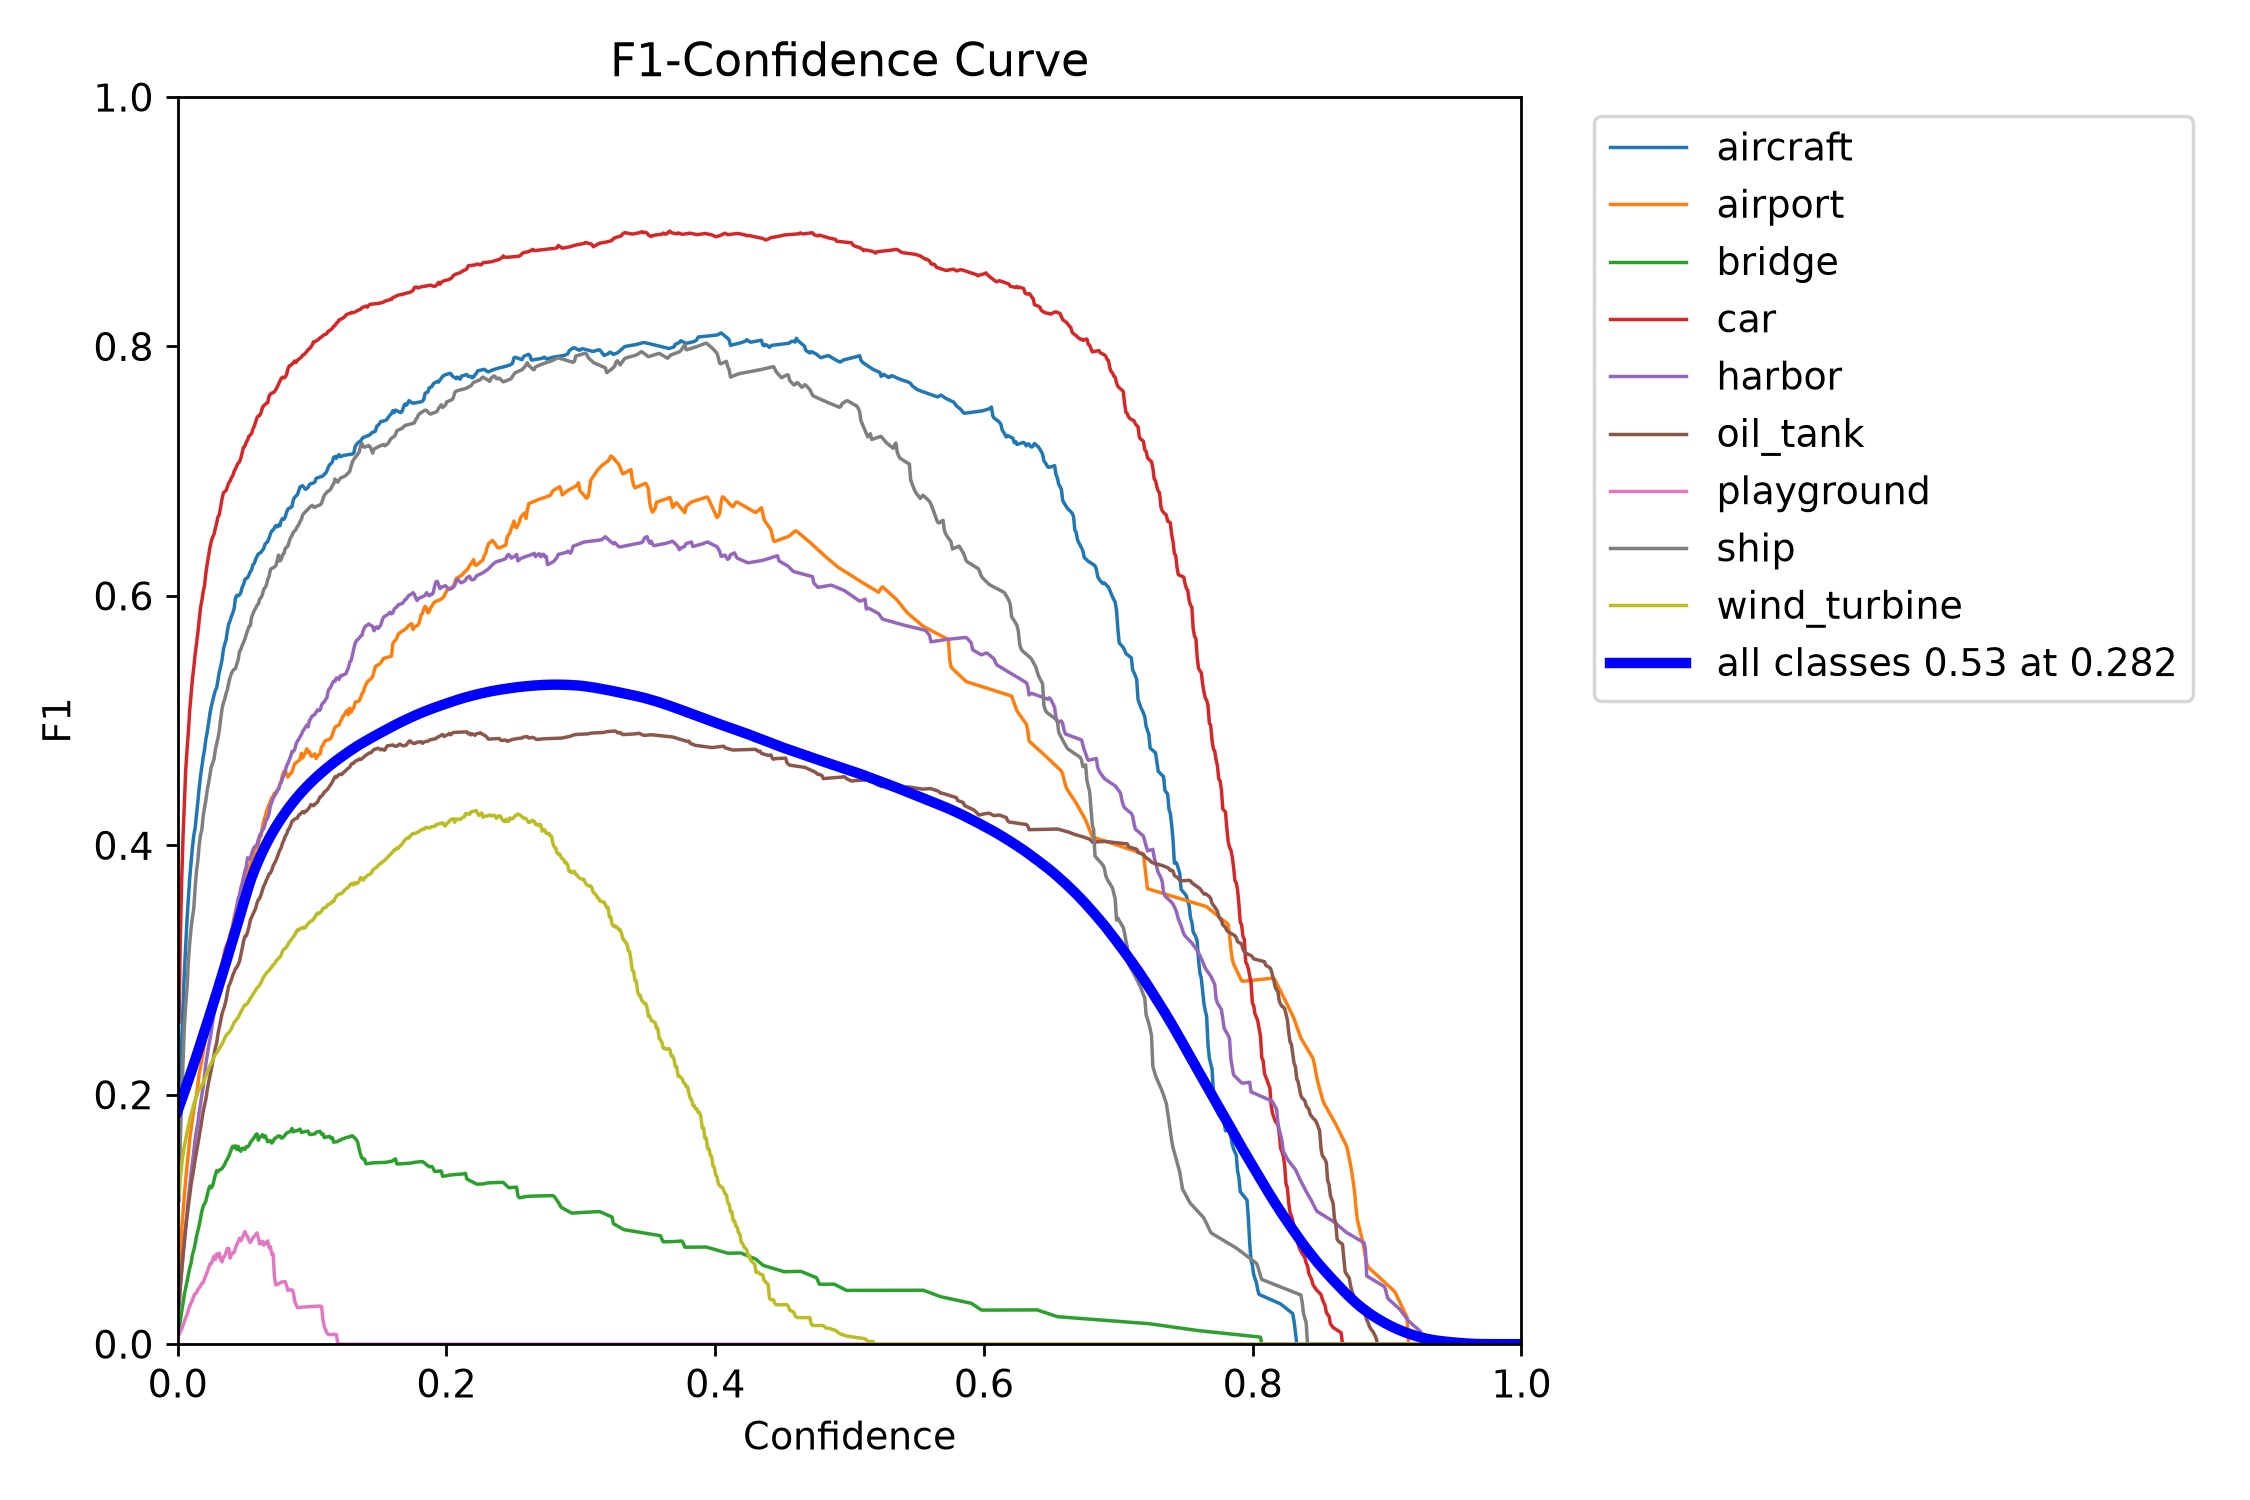 F1-Confidence Curve
1.0
0.8
0.6
0.4
0.2
0.0
F1
0.0 0.2 0.4 0.6 0.8 1.0
Confidence
aircraft
airport
bridge
car
harbor
oil_tank
playground
ship
wind_turbine
all classes 0.53 at 0.282